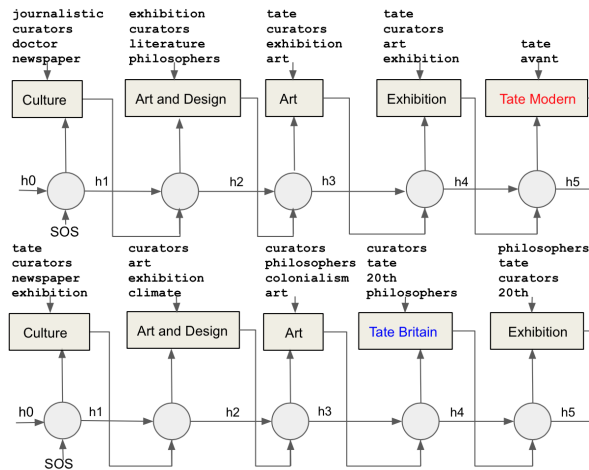 journalistic
curators
doctor
newspaper
exhibition
curators
literature
philosophers
tate
curators
exhibition
art
tate
curators
art
exhibition
tate
avant
Culture
Art and Design
Art
Exhibition
Tate Modern
h0
h1
h2
h3
h4
h5
SOS
tate
curators
newspaper
exhibition
curators
art
exhibition
climate
curators
philosophers
colonialism
art
curators
tate
20th
philosophers
philosophers
tate
curators
20th
Culture
Art and Design
Art
Tate Britain
Exhibition
h0
h1
h2
h3
h4
h5
SOS